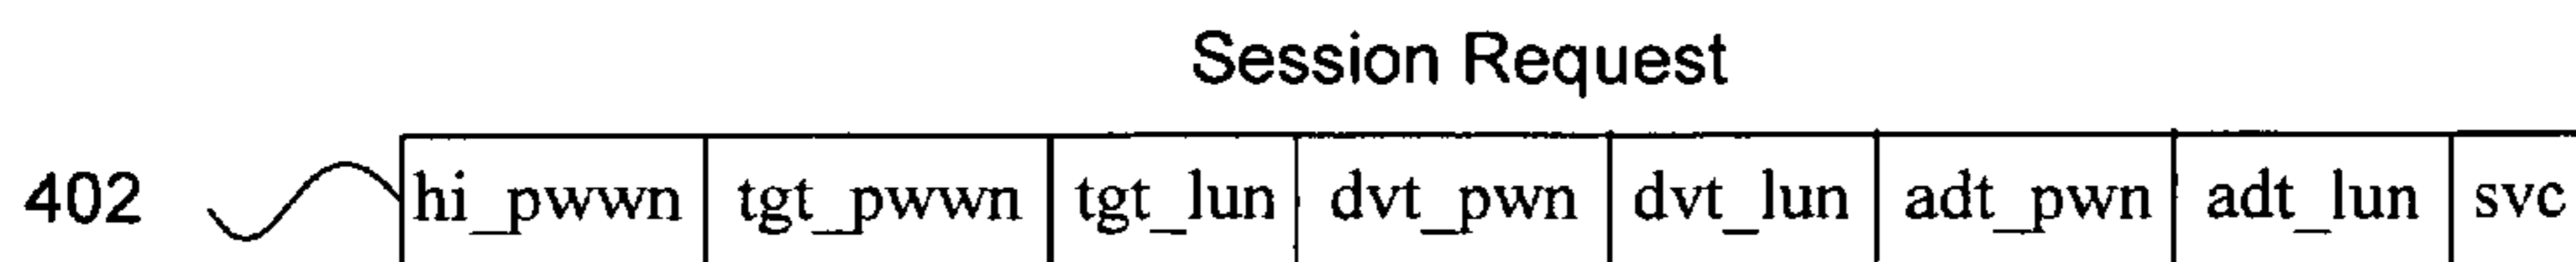 Session Request
402 hi_pwwn tgt_pwwn tgt_lun dvt_pwn dvt_lun adt_pwn adt_lun svc